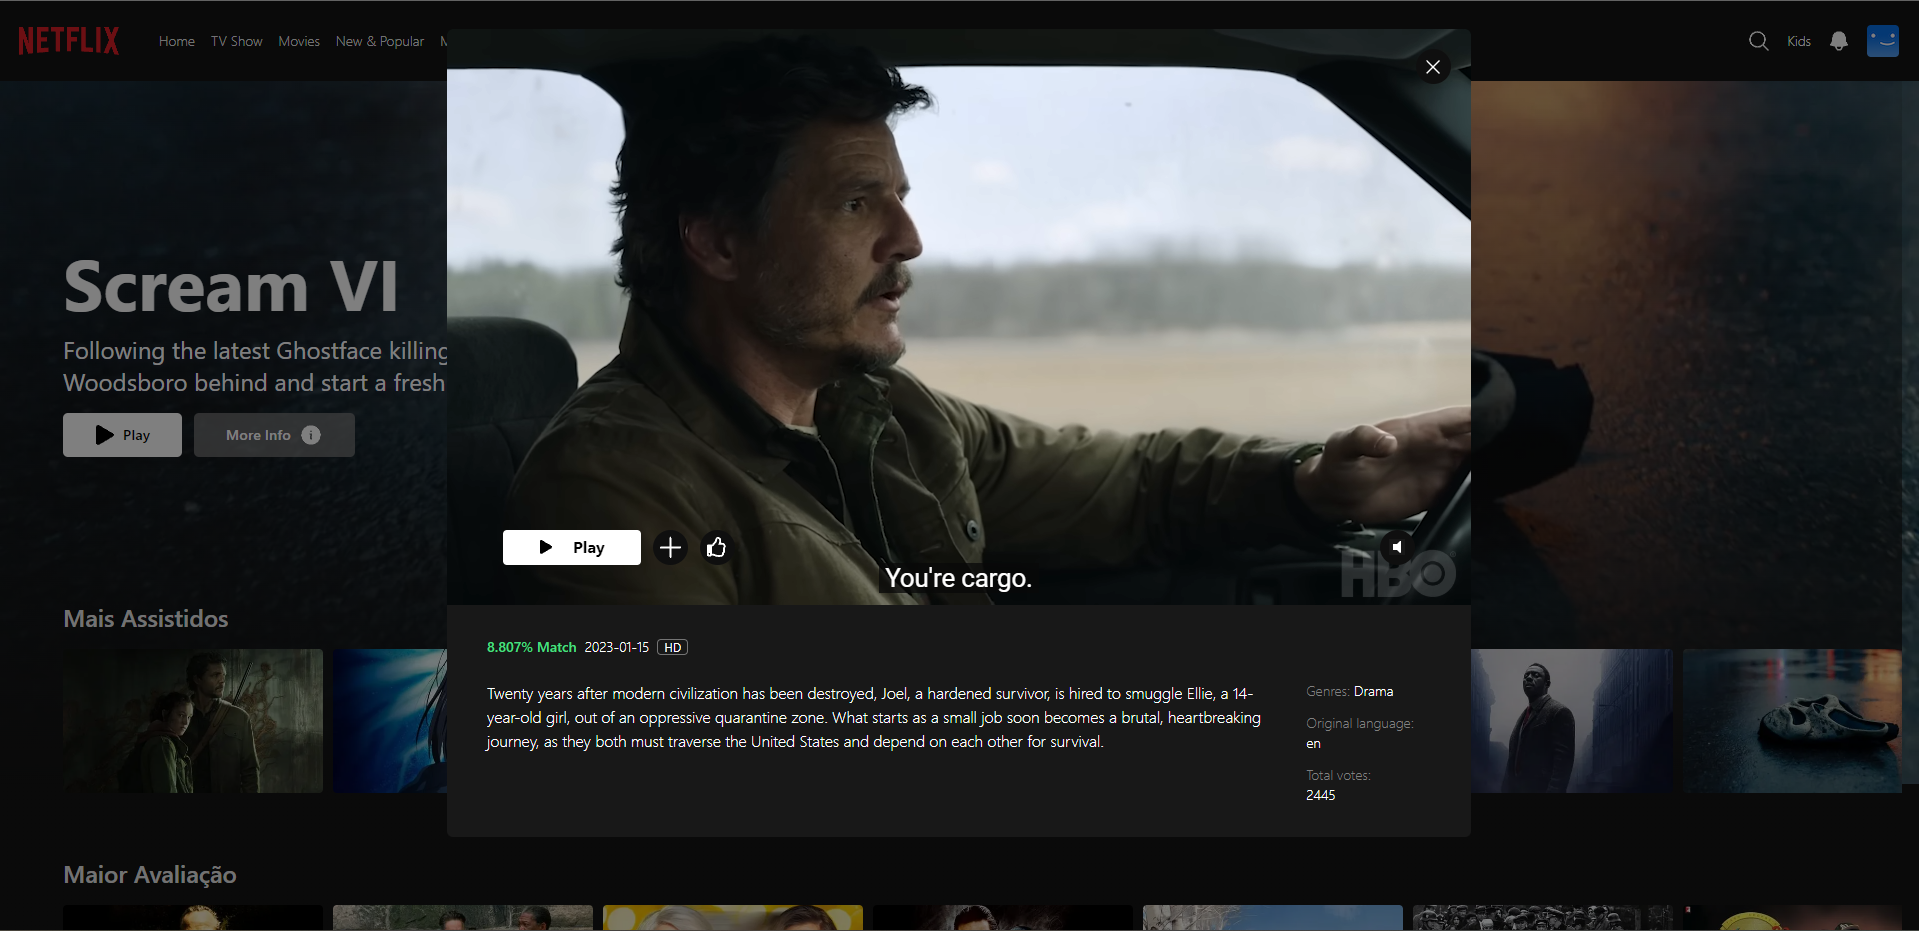 NETFLIX
Home TV Show Movies New & Popular
Kids
Scream VI
Following the latest Ghostface killing
Woodsboro behind and start a fresh
Play More Info
Play
You're cargo.
HBO
8.807% Match 2023-01-15 HD
Twenty years after modern civilization has been destroyed, Joel, a hardened survivor, is hired to smuggle Ellie, a 14-
year-old girl, out of an oppressive quarantine zone. What starts as a small job soon becomes a brutal, heartbreaking
journey, as they both must traverse the United States and depend on each other for survival.
Genres: Drama
Original language:
en
Total votes:
2445
Mais Assistidos
Maior Avaliação